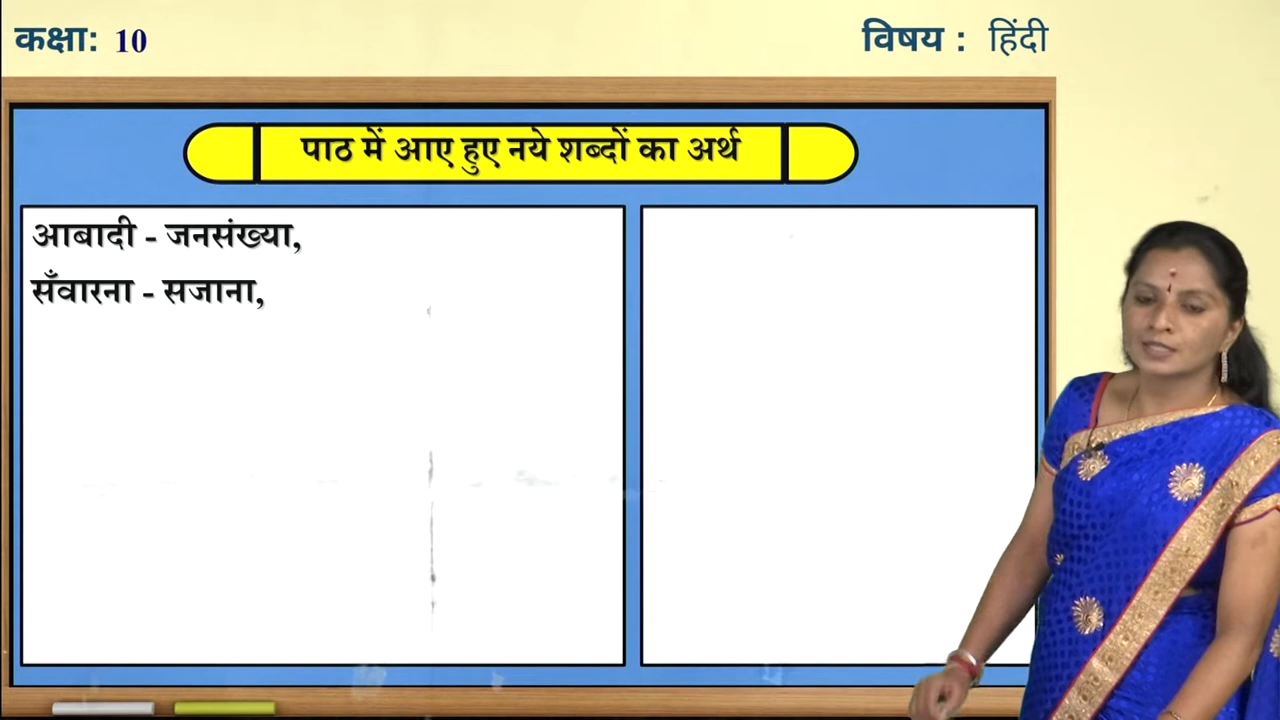 कक्षा: 10
विषय : हिंदी
पाठ में आए हुए नये शब्दों का अर्थ
आबादी - जनसंख्या,
सँवारना - सजाना,